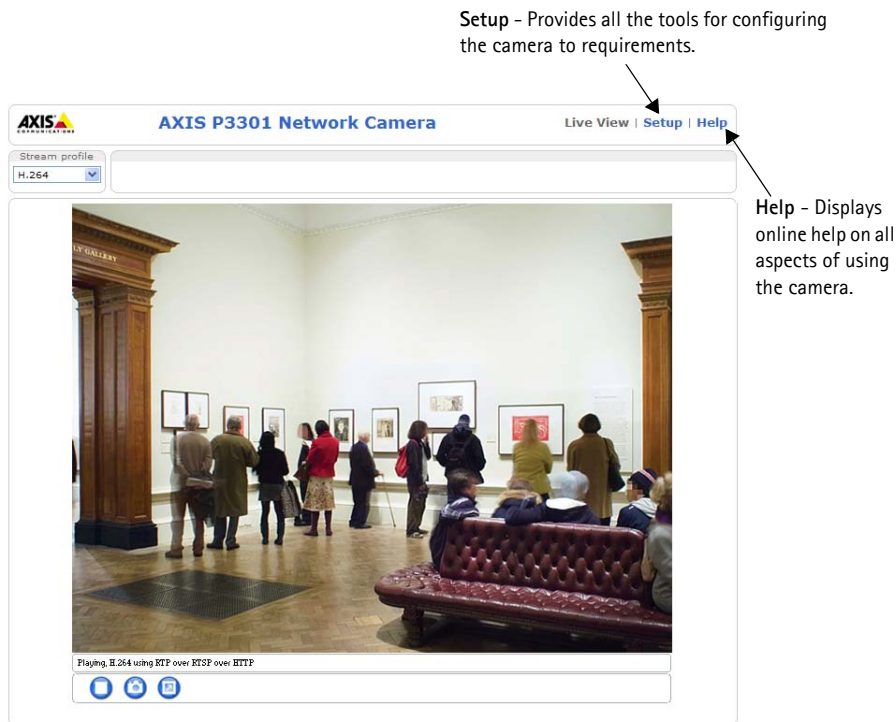 Setup - Provides all the tools for configuring
the camera to requirements.
AXIS
COMMUNICATIONS
AXIS P3301 Network Camera
Live View | Setup | Help
Stream profile
H.264
Help - Displays
online help on all
aspects of using
the camera.
LY GALLERY
Playing, H.264 using RTP over RTSP over HTTP